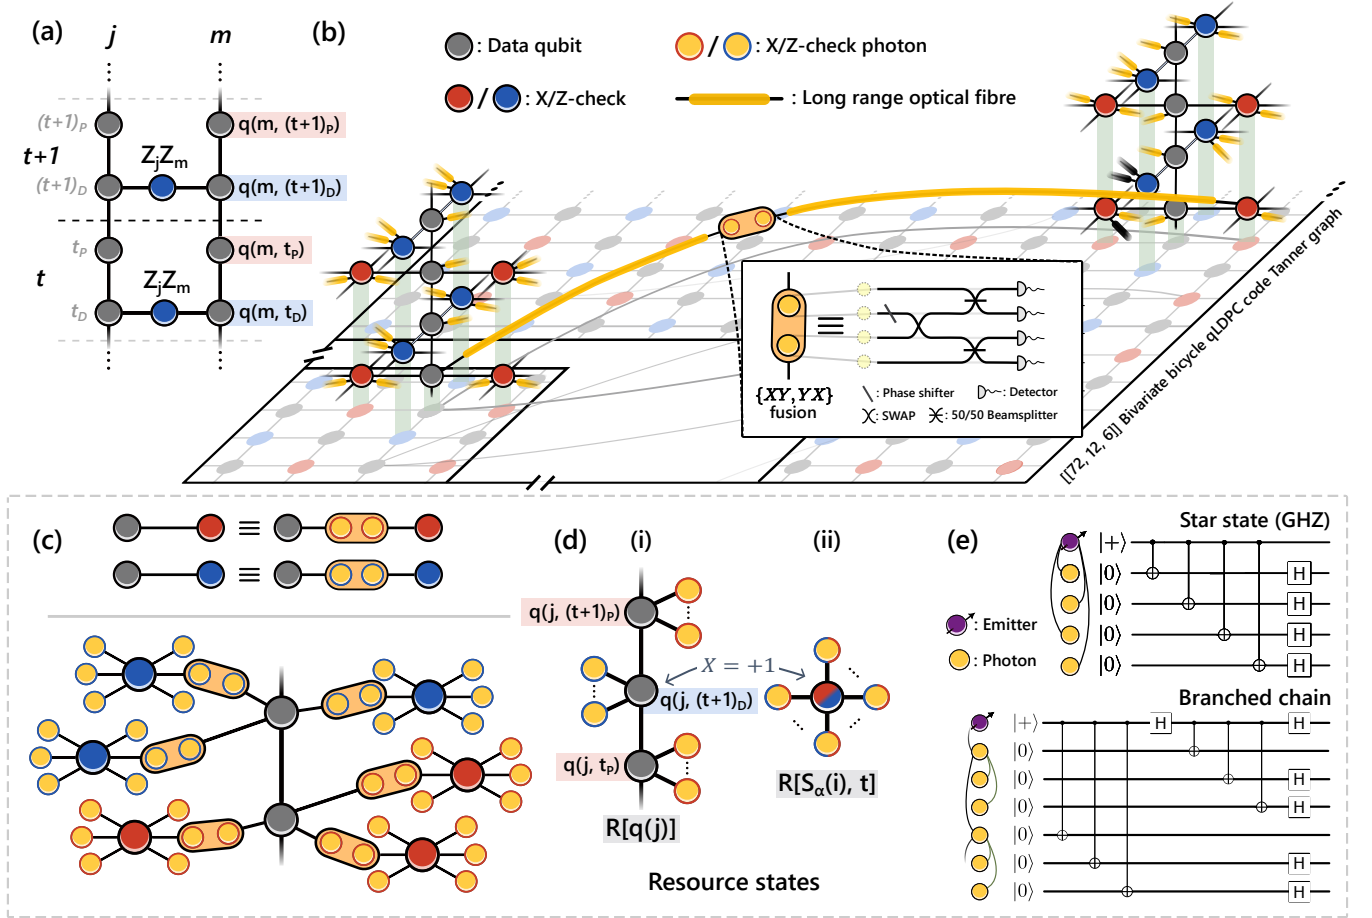 (a)
j
m
(t+1)P
q(m, (t+1)P)
t+1
ZjZm
(t+1)D
q(m, (t+1)D)
tP
q(m, tP)
t
ZjZm
tD
q(m, tD)
(b)
: Data qubit
/ : X/Z-check photon
/ : X/Z-check
: Long range optical fibre
{XY, YX}
fusion
: Phase shifter
: Detector
: SWAP
: 50/50 Beamsplitter
[[72, 12, 6]] Bivariate bicycle qLDPC code Tanner graph
(c)
(d)
(i)
(ii)
q(j, (t+1)P)
X = +1
q(j, (t+1)D)
q(j, tP)
R[q(j)]
R[Sα(i), t]
Resource states
(e)
Star state (GHZ)
|+⟩
|0⟩ H
|0⟩ H
|0⟩ H
|0⟩ H
: Emitter
: Photon
Branched chain
|+⟩ H H
|0⟩
|0⟩ H
|0⟩ H
|0⟩
|0⟩ H
|0⟩ H